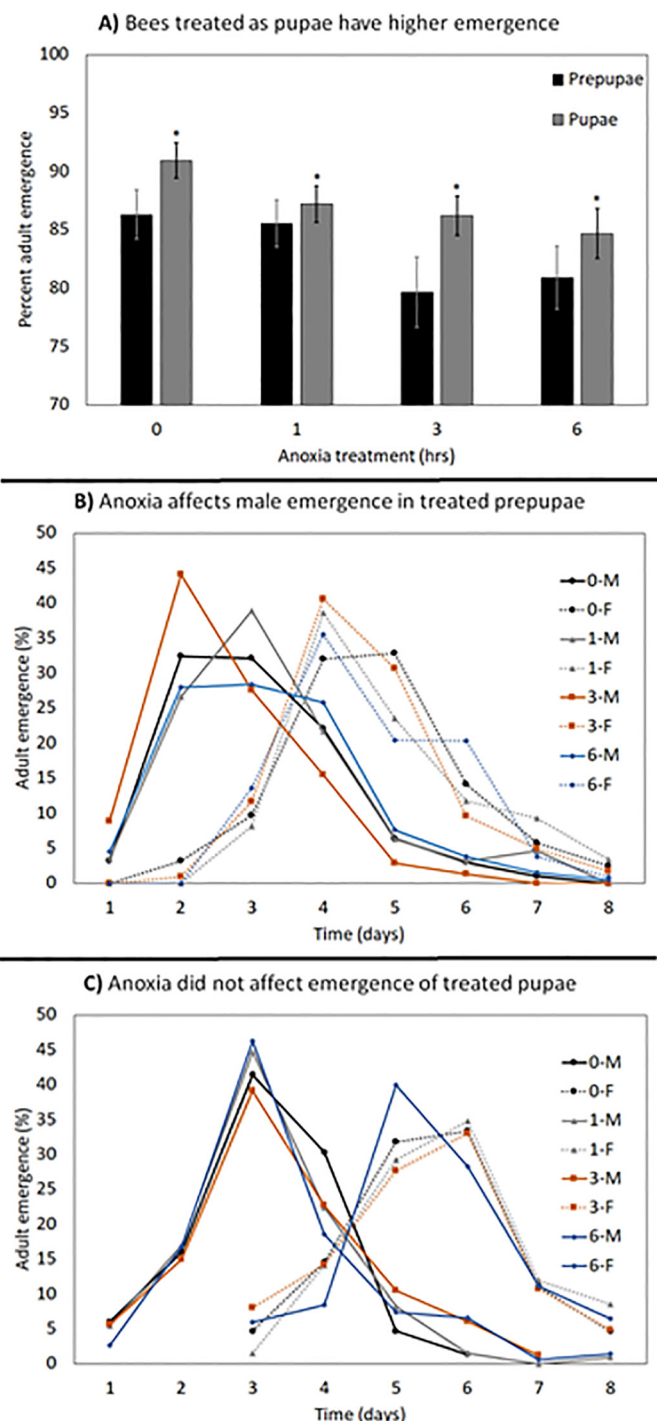 A) Bees treated as pupae have higher emergence
100
95
90
85
80
75
70
Percent adult emergence
Prepupae
Pupae
*
*
*
*
0 1 3 6
Anoxia treatment (hrs)
B) Anoxia affects male emergence in treated prepupae
50
45
40
35
30
25
20
15
10
5
0
Adult emergence (%)
0-M
0-F
1-M
1-F
3-M
3-F
6-M
6-F
1 2 3 4 5 6 7 8
Time (days)
C) Anoxia did not affect emergence of treated pupae
50
45
40
35
30
25
20
15
10
5
0
Adult emergence (%)
0-M
0-F
1-M
1-F
3-M
3-F
6-M
6-F
1 2 3 4 5 6 7 8
Time (days)